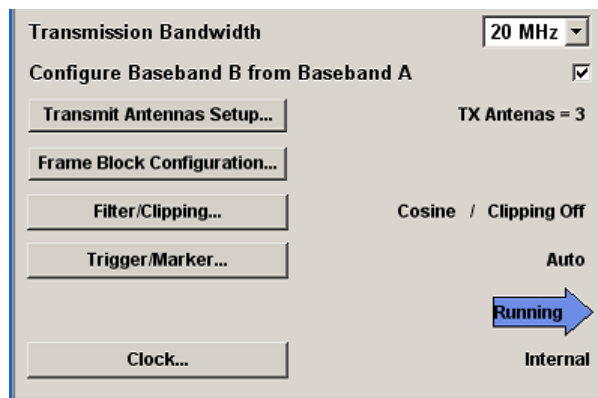 Transmission Bandwidth 20 MHz
Configure Baseband B from Baseband A
Transmit Antennas Setup... TX Antenas = 3
Frame Block Configuration...
Filter/Clipping... Cosine / Clipping Off
Trigger/Marker... Auto
Running
Clock... Internal